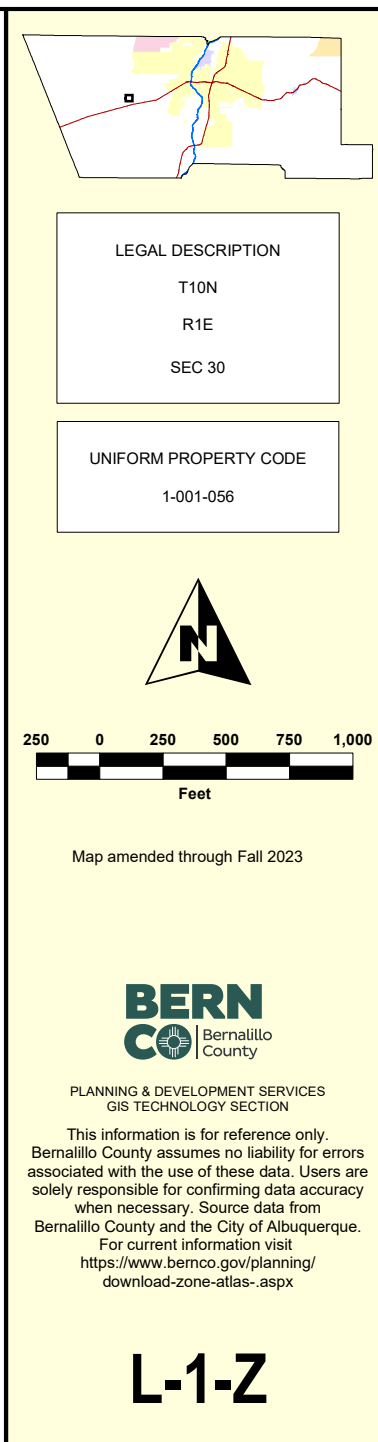 LEGAL DESCRIPTION
T10N
R1E
SEC 30
UNIFORM PROPERTY CODE
1-001-056
N
250 0 250 500 750 1,000
Feet
Map amended through Fall 2023
BERN
CO Bernalillo
County
PLANNING & DEVELOPMENT SERVICES
GIS TECHNOLOGY SECTION
This information is for reference only.
Bernalillo County assumes no liability for errors
associated with the use of these data. Users are
solely responsible for confirming data accuracy
when necessary. Source data from
Bernalillo County and the City of Albuquerque.
For current information visit
https://www.bernco.gov/planning/
download-zone-atlas-.aspx
L-1-Z